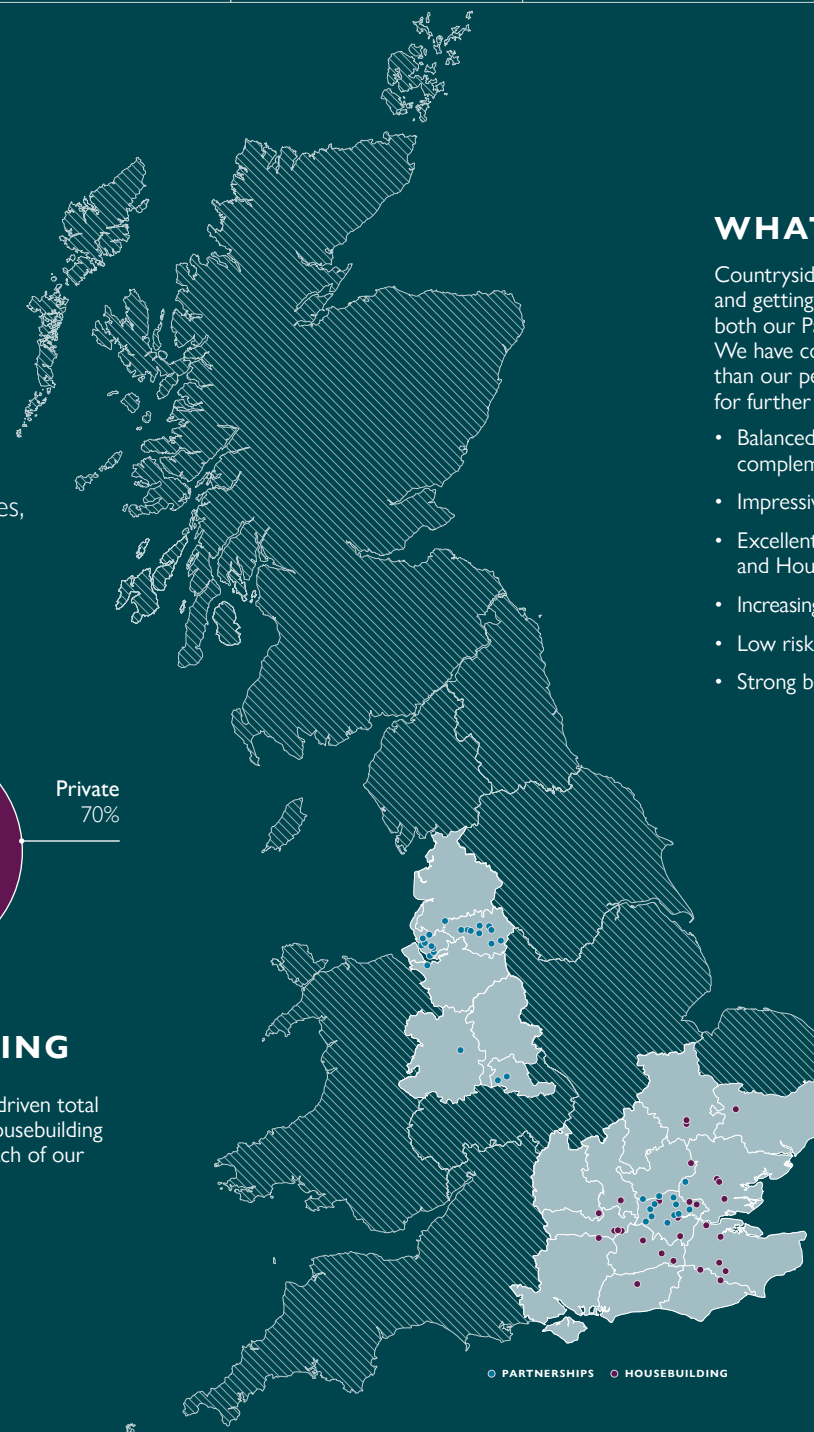 es,
Private
70%
ING
driven total
ousebuilding
ch of our
WHAT
Countrysid
and getting
both our Pa
We have co
than our pe
for further
• Balanced
complem
• Impressiv
• Excellent
and Hou
• Increasing
• Low risk
• Strong b
PARTNERSHIPS HOUSEBUILDING